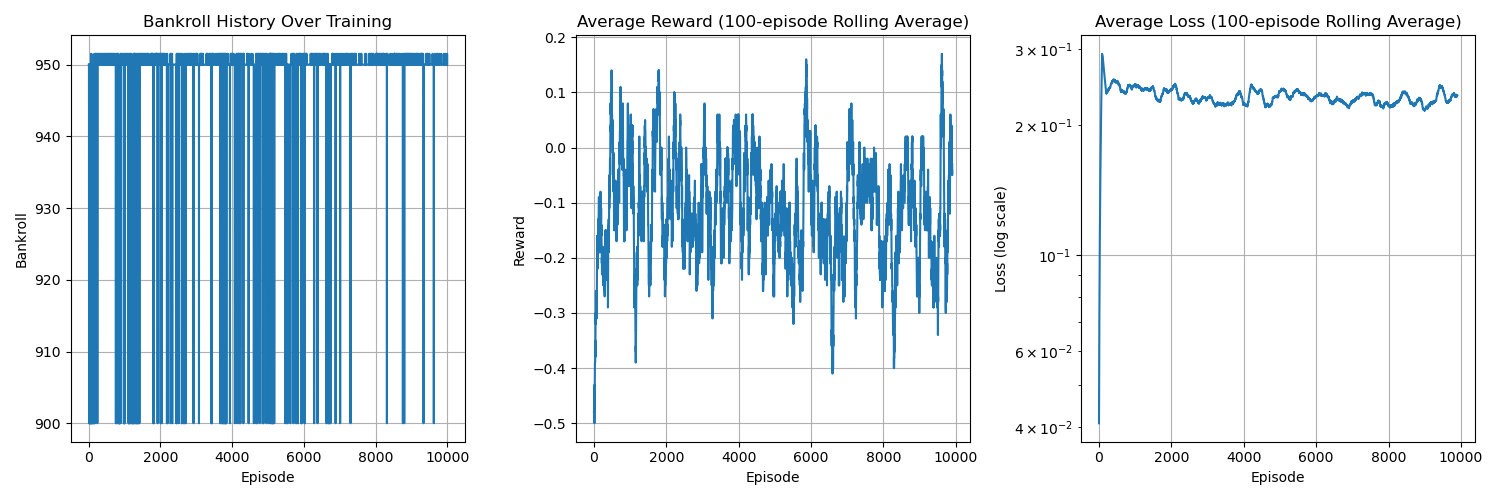 Bankroll History Over Training
Bankroll
950
940
930
920
910
900
0 2000 4000 6000 8000 10000
Episode
Average Reward (100-episode Rolling Average)
Reward
0.2
0.1
0.0
−0.1
−0.2
−0.3
−0.4
−0.5
0 2000 4000 6000 8000 10000
Episode
Average Loss (100-episode Rolling Average)
Loss (log scale)
3 × 10⁻¹
2 × 10⁻¹
10⁻¹
6 × 10⁻²
4 × 10⁻²
0 2000 4000 6000 8000 10000
Episode